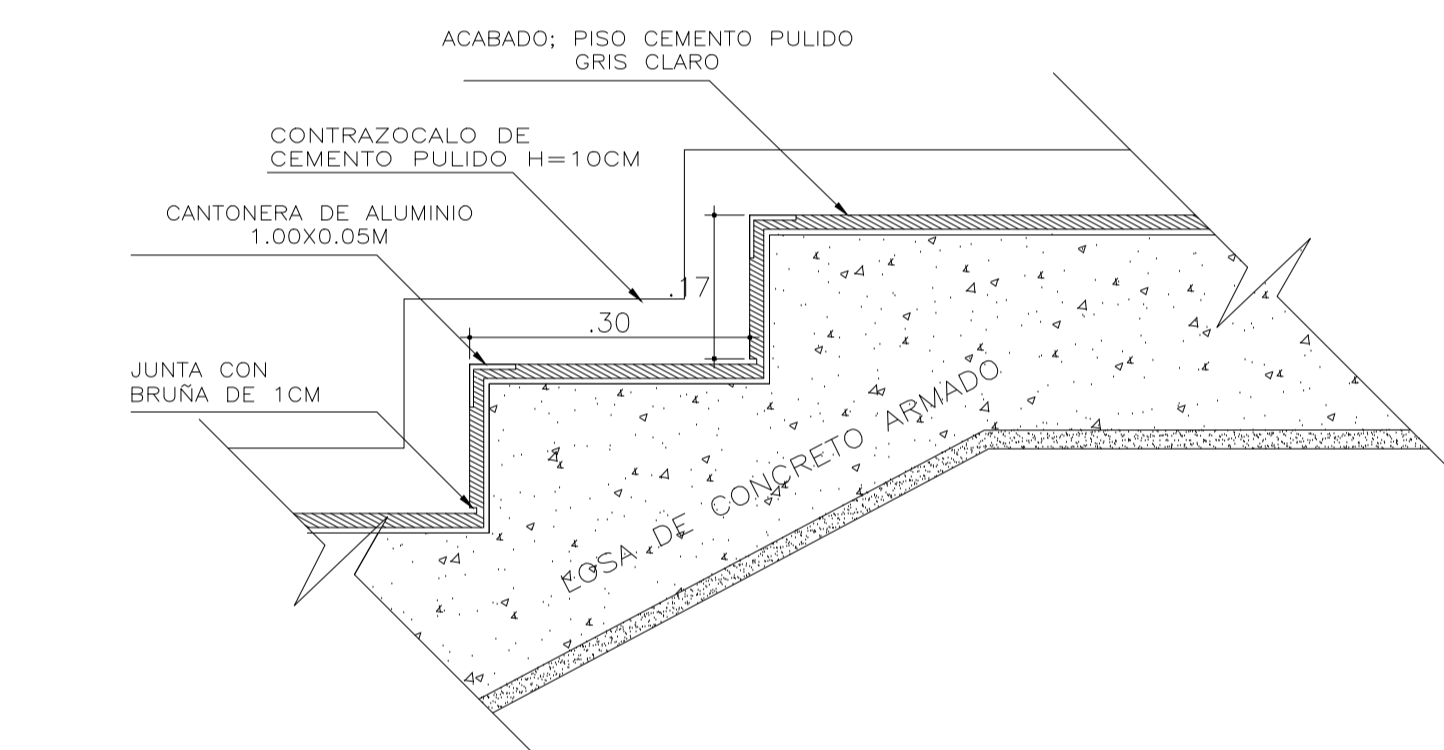 ACABADO; PISO CEMENTO PULIDO
GRIS CLARO
CONTRAZOCALO DE
CEMENTO PULIDO H=10CM
CANTONERA DE ALUMINIO
1.00X0.05M
.17
.30
JUNTA CON
BRUÑA DE 1CM
LOSA DE CONCRETO ARMADO